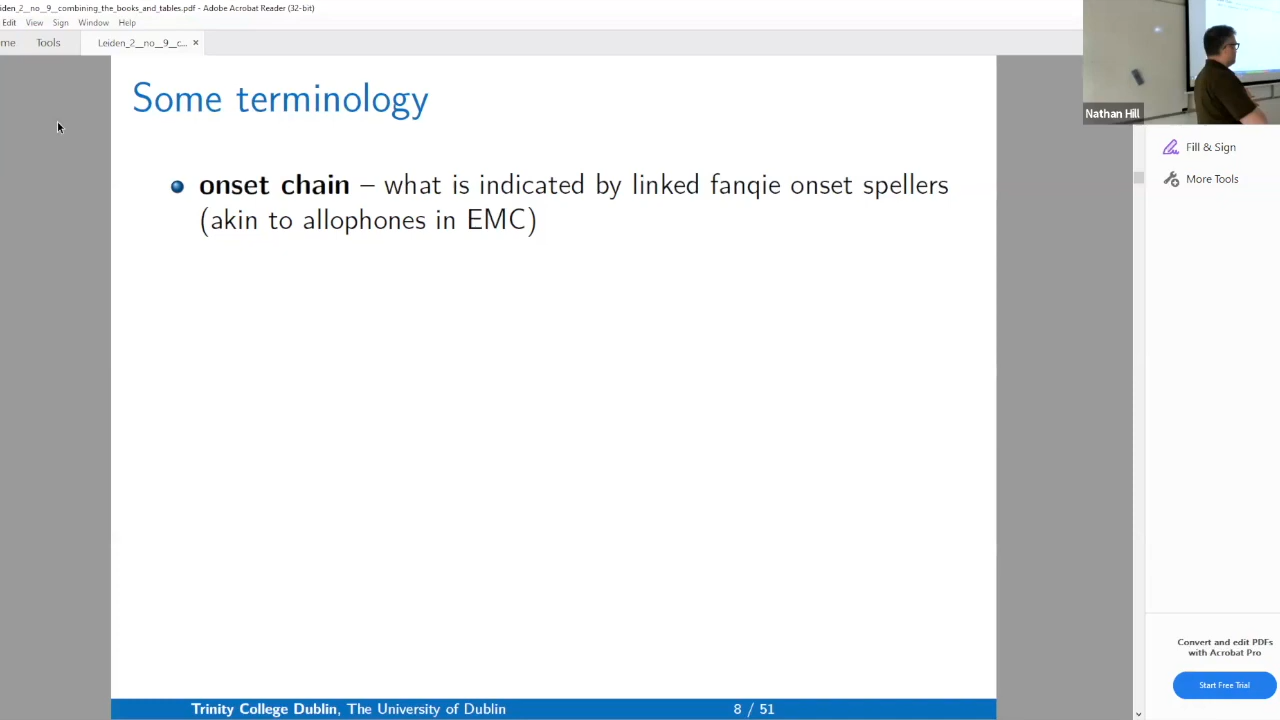 iden_2__no__9__combining_the_books_and_tables.pdf - Adobe Acrobat Reader (32-bit)
Edit View Sign Window Help
me Tools Leiden_2__no__9__c... ×
Some terminology
onset chain – what is indicated by linked fanqie onset spellers
(akin to allophones in EMC)
Nathan Hill
Fill & Sign
More Tools
Convert and edit PDFs
with Acrobat Pro
Start Free Trial
Trinity College Dublin, The University of Dublin 8 / 51